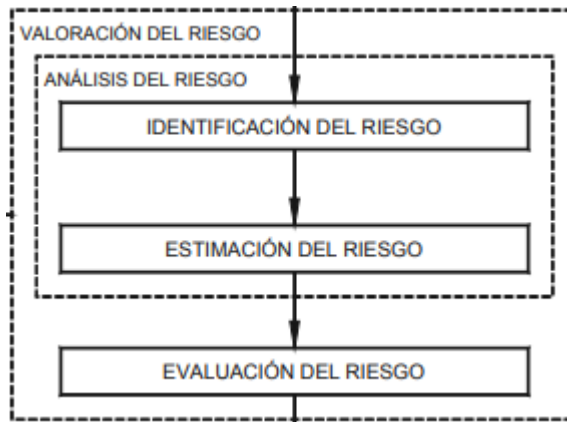 VALORACIÓN DEL RIESGO
ANÁLISIS DEL RIESGO
IDENTIFICACIÓN DEL RIESGO
ESTIMACIÓN DEL RIESGO
EVALUACIÓN DEL RIESGO